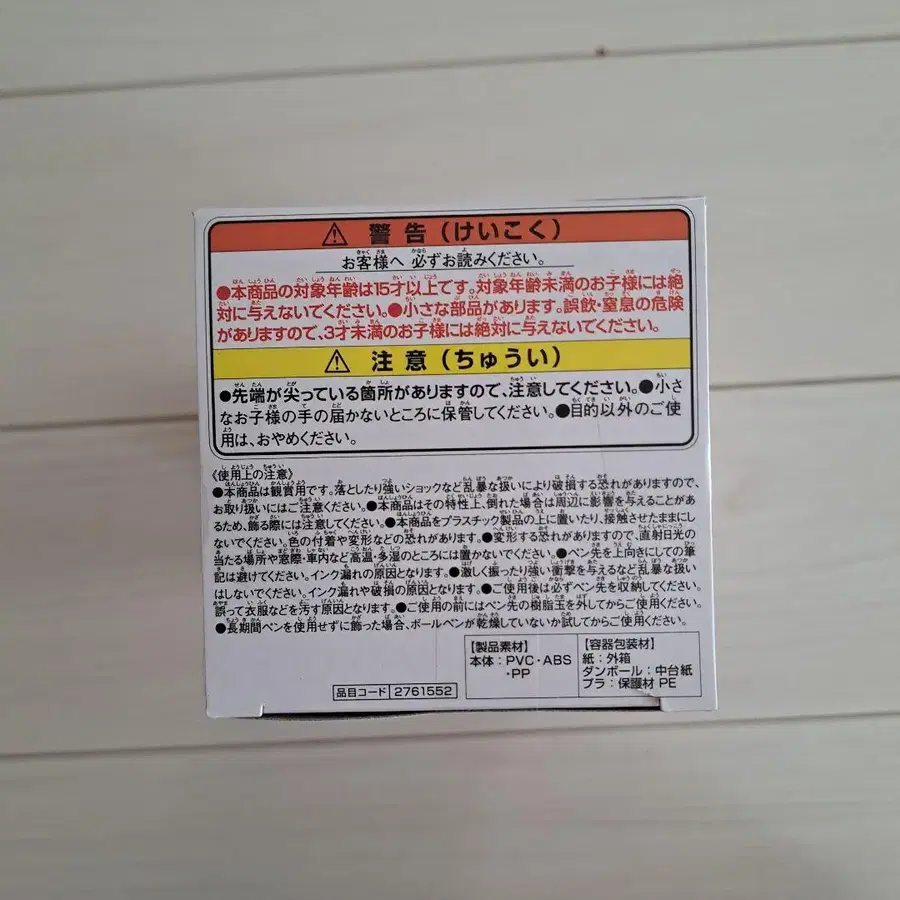 ⚠ 警告（けいこく）
お客様へ 必ずお読みください。
●本商品の対象年齢は15才以上です。対象年齢未満のお子様には絶
対に与えないでください。●小さな部品があります。誤飲・窒息の危険
がありますので、3才未満のお子様には絶対に与えないでください。
⚠ 注意（ちゅうい）
●先端が尖っている箇所がありますので、注意してください。●小さ
なお子様の手の届かないところに保管してください。●目的以外のご使
用は、おやめください。
《使用上の注意》
●本商品は観賞用です。落としたり強いショックなど乱暴な扱いにより破損する恐れがありますので、
お取り扱いにはご注意ください。●本商品はその特性上、倒れた場合は周辺に影響を与えることがあ
るため、飾る際には注意してください。●本商品をプラスチック製品の上に置いたり、接触させたままにし
ないでください。色の付着や変形などの恐れがあります。●変形する恐れがありますので、直射日光の
当たる場所や窓際・車内など高温・多湿のところには置かないでください。●ペン先を上向きにしての筆
記は避けてください。インク漏れの原因となります。●激しく振ったり強い衝撃を与えるなど乱暴な扱い
はしないでください。インク漏れや破損の原因となります。●ご使用後は必ずペン先を収納してください。
誤って衣服などを汚す原因となります。●ご使用の前にはペン先の樹脂玉を外してからご使用ください。
●長期間ペンを使用せずに飾った場合、ボールペンが乾燥していないか試してからご使用ください。
【製品素材】
本体：PVC・ABS
・PP
【容器包装材】
紙：外箱
ダンボール：中台紙
プラ：保護材 PE
品目コード 2761552